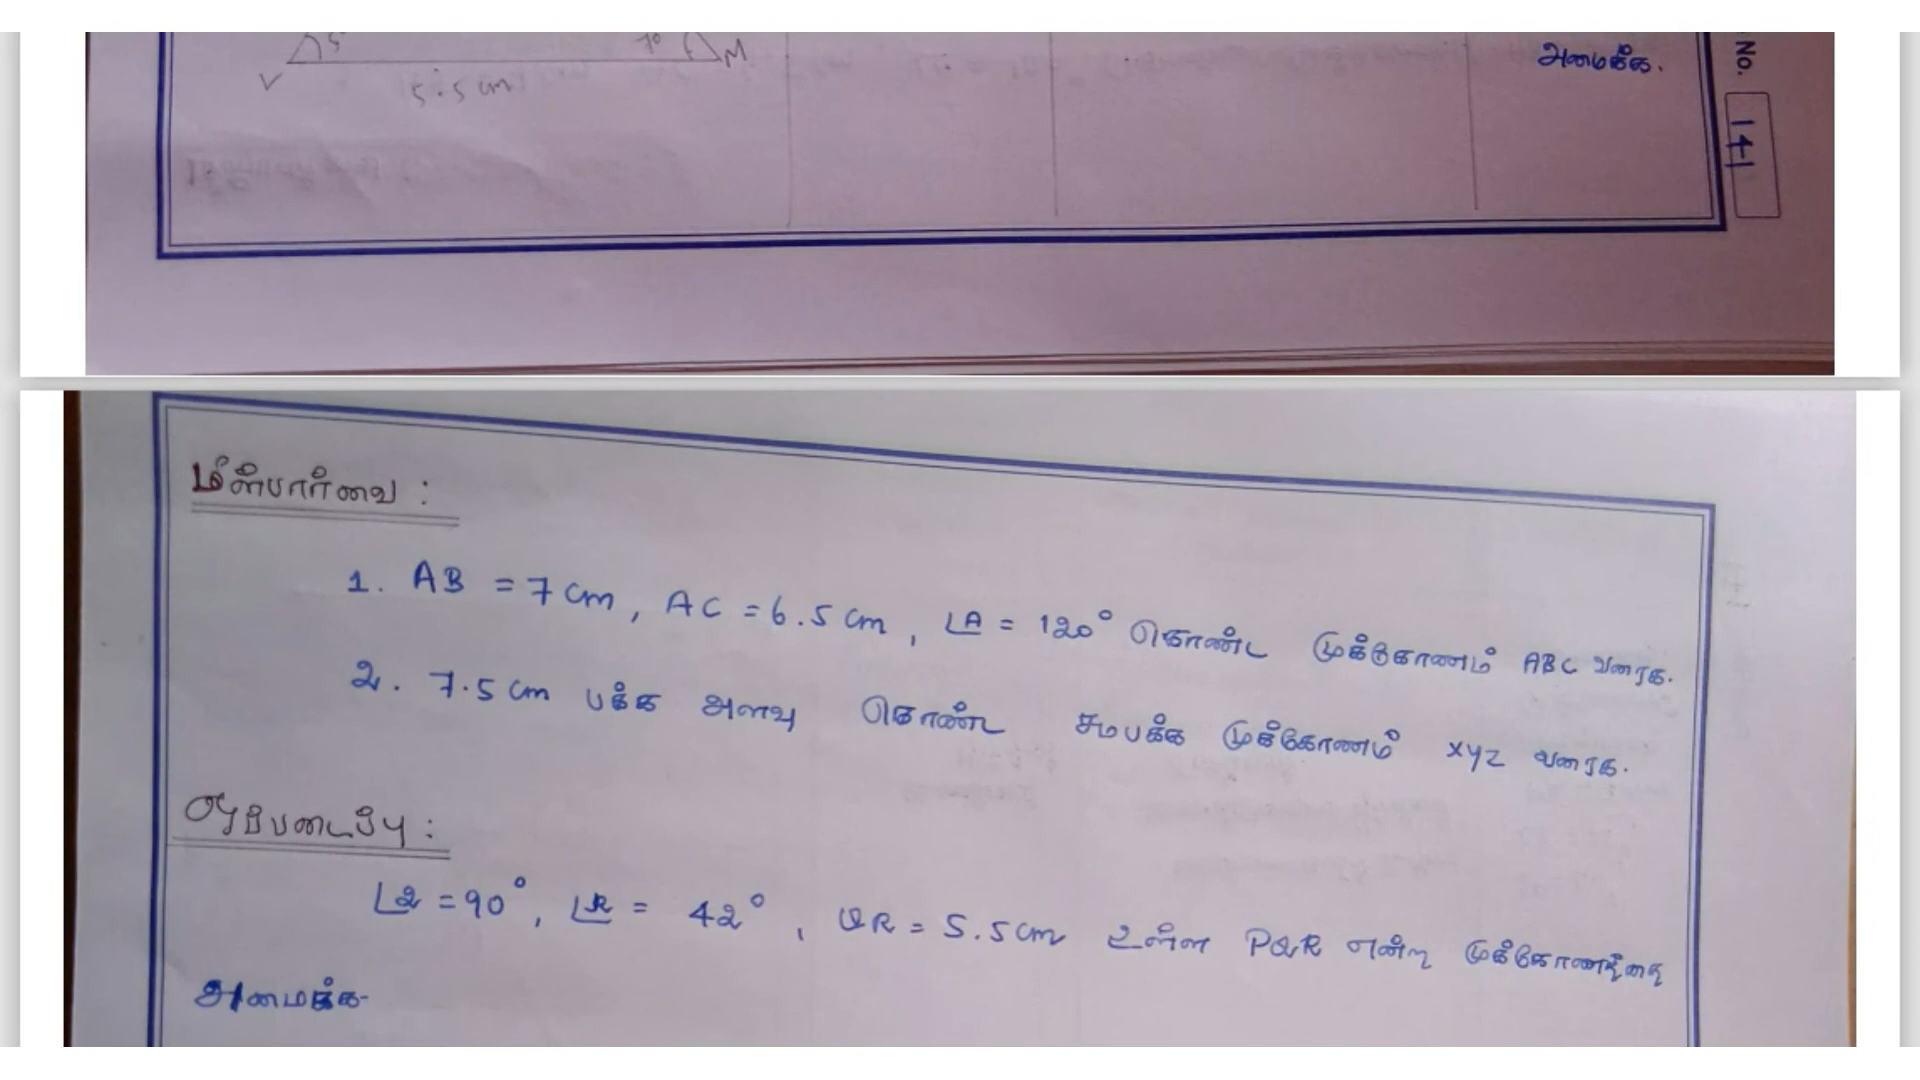 5 70
V M
5.5 cm
அமைக்க.
No. 141
மீள்பார்வை :
1. AB = 7 cm, AC = 6.5 cm, ∠A = 120° கொண்ட முக்கோணம் ABC வரைக.
2. 7.5 cm பக்க அளவு கொண்ட சமபக்க முக்கோணம் xyz வரைக.
ஒப்படைப்பு :
∠Q = 90°, ∠R = 42°, QR = 5.5 cm உள்ள PQR என்ற முக்கோணத்தை
அமைக்க-